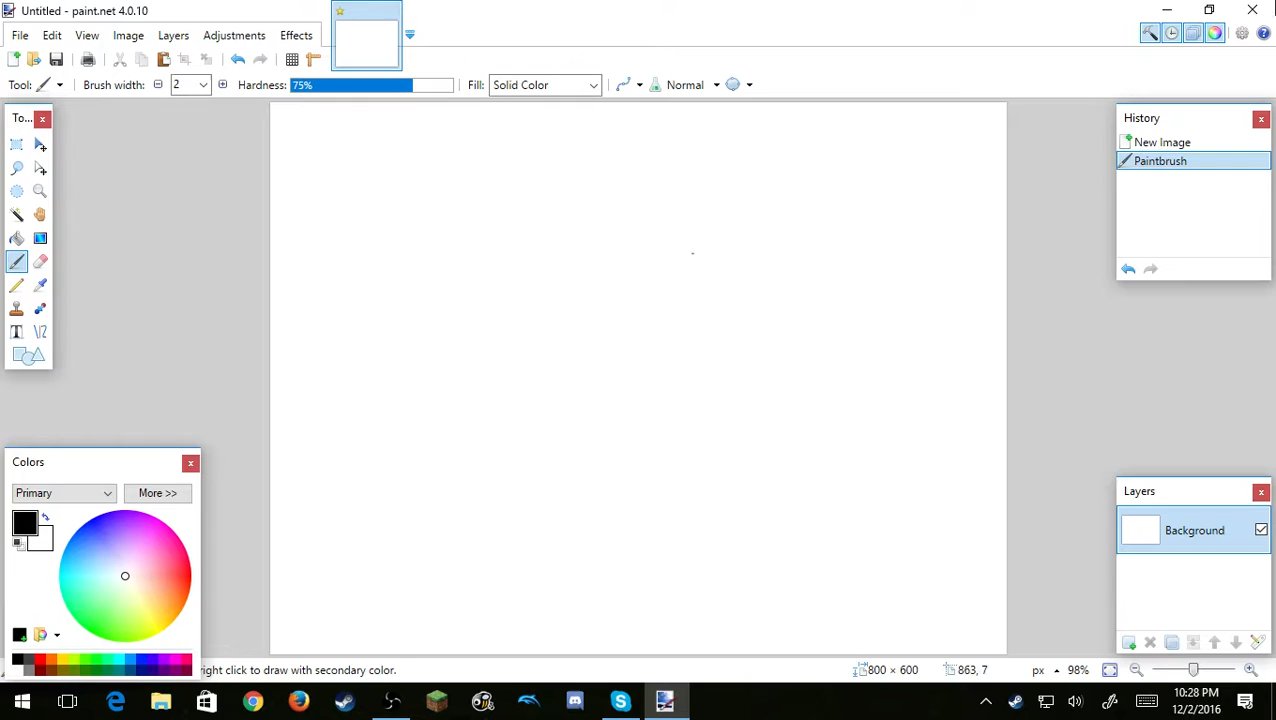 Untitled - paint.net 4.0.10
File Edit View Image Layers Adjustments Effects
Tool: Brush width: 2 Hardness: 75% Fill: Solid Color Normal
To...
History
New Image
Paintbrush
Colors
Primary More >>
Layers
Background
right click to draw with secondary color. 800 × 600 863, 7 px 98%
10:28 PM
12/2/2016